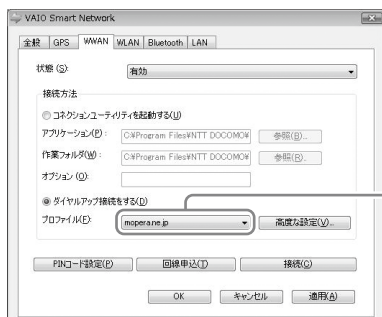 VAIO Smart Network
全般 GPS WWAN WLAN Bluetooth LAN
状態 (S): 有効
接続方法
コネクションユーティリティを起動する(U)
アプリケーション(P): C:¥Program Files¥NTT DOCOMO¥ 参照(B)...
作業フォルダ(W): C:¥Program Files¥NTT DOCOMO¥ 参照(B)...
オプション (O):
ダイヤルアップ接続をする(D)
プロファイル(F): mopera.ne.jp 高度な設定(V)...
PINコード設定(P) 回線申込(T) 接続(C)
OK キャンセル 適用(A)